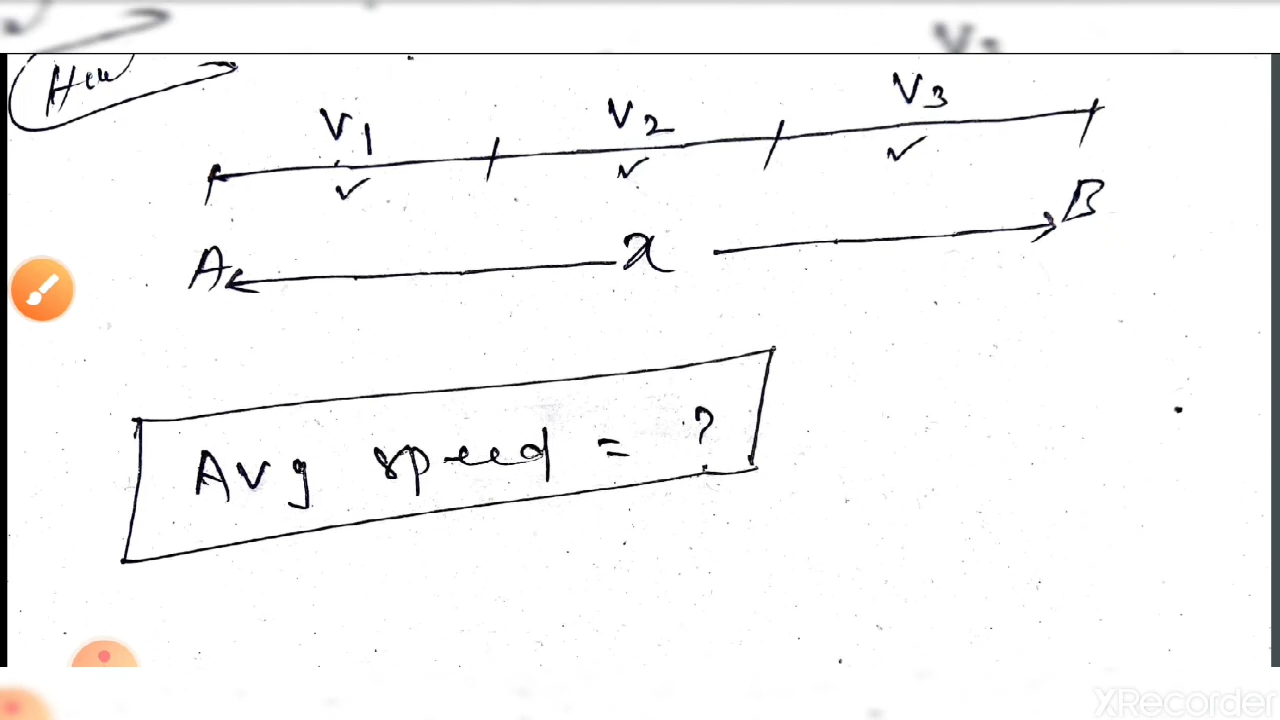 V
Hw
V1 V2 V3
A x B
Avg speed = ?
XRecorder